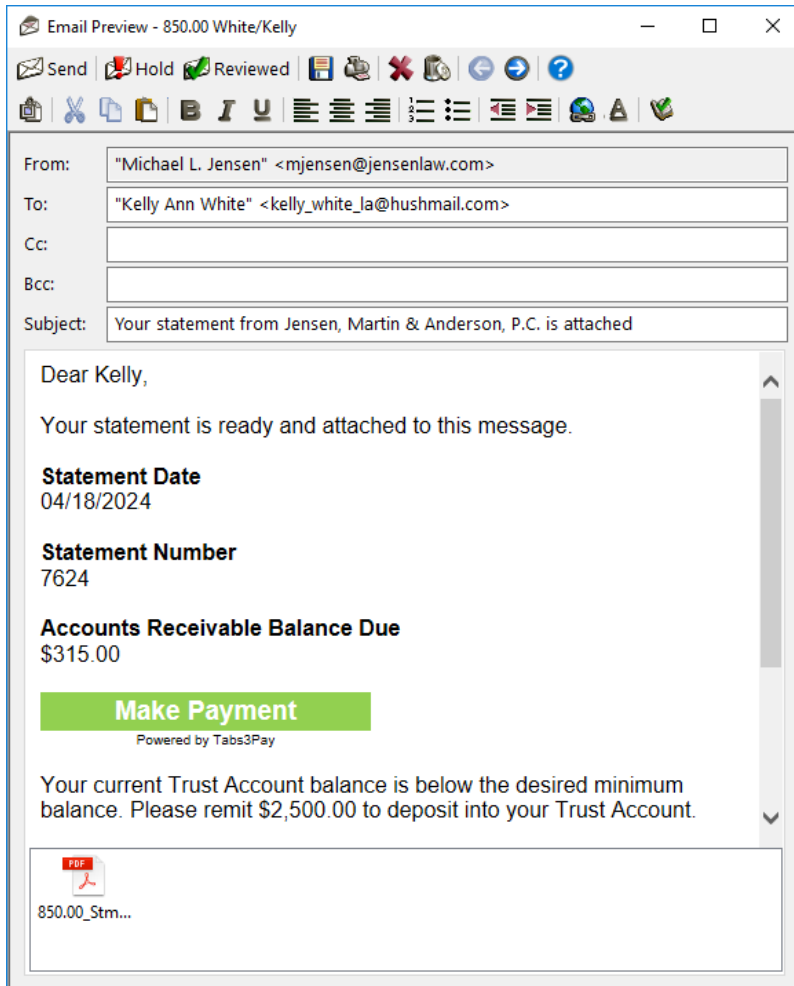 Email Preview - 850.00 White/Kelly
Send Hold Reviewed
From: "Michael L. Jensen" <mjensen@jensenlaw.com>
To: "Kelly Ann White" <kelly_white_la@hushmail.com>
Cc:
Bcc:
Subject: Your statement from Jensen, Martin & Anderson, P.C. is attached
Dear Kelly,
Your statement is ready and attached to this message.
Statement Date
04/18/2024
Statement Number
7624
Accounts Receivable Balance Due
$315.00
Make Payment
Powered by Tabs3Pay
Your current Trust Account balance is below the desired minimum
balance. Please remit $2,500.00 to deposit into your Trust Account.
PDF
850.00_Stm...